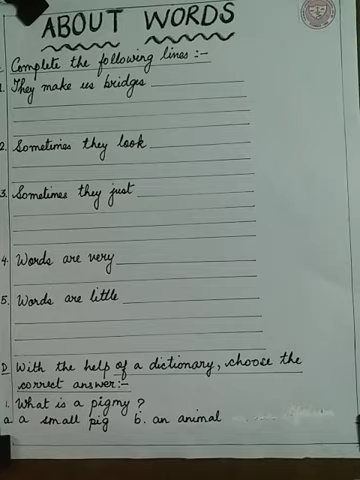 ABOUT WORDS
Complete the following lines :-
1. They make us bridges
2. Sometimes they look
3. Sometimes they just
4. Words are very
5. Words are little
D. With the help of a dictionary, choose the
correct answer:-
1. What is a pigmy ?
a. a small pig b. an animal